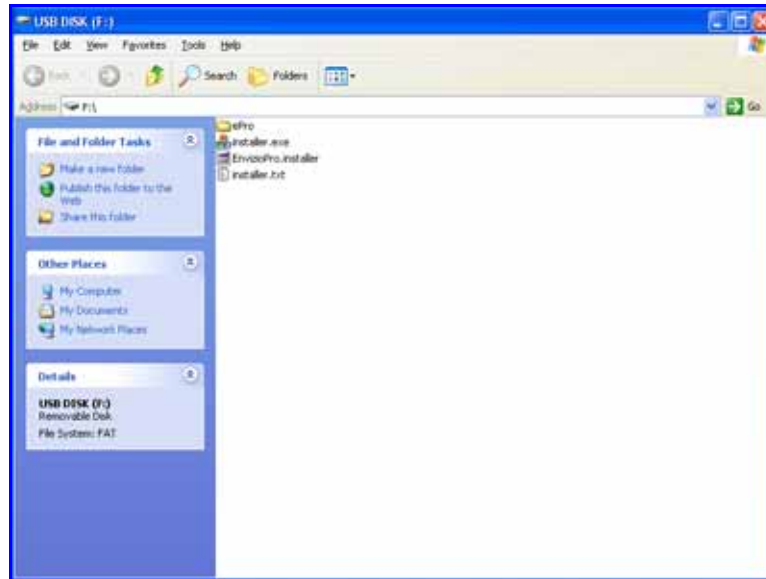 USB DISK (F:)
File Edit View Favorites Tools Help
Back Search Folders
Address F:\ Go
File and Folder Tasks
Make a new folder
Publish this folder to the
Web
Share this folder
Other Places
My Computer
My Documents
My Network Places
Details
USB DISK (F:)
Removable Disk
File System: FAT
ePro
installer.exe
EnvizioPro.installer
installer.txt